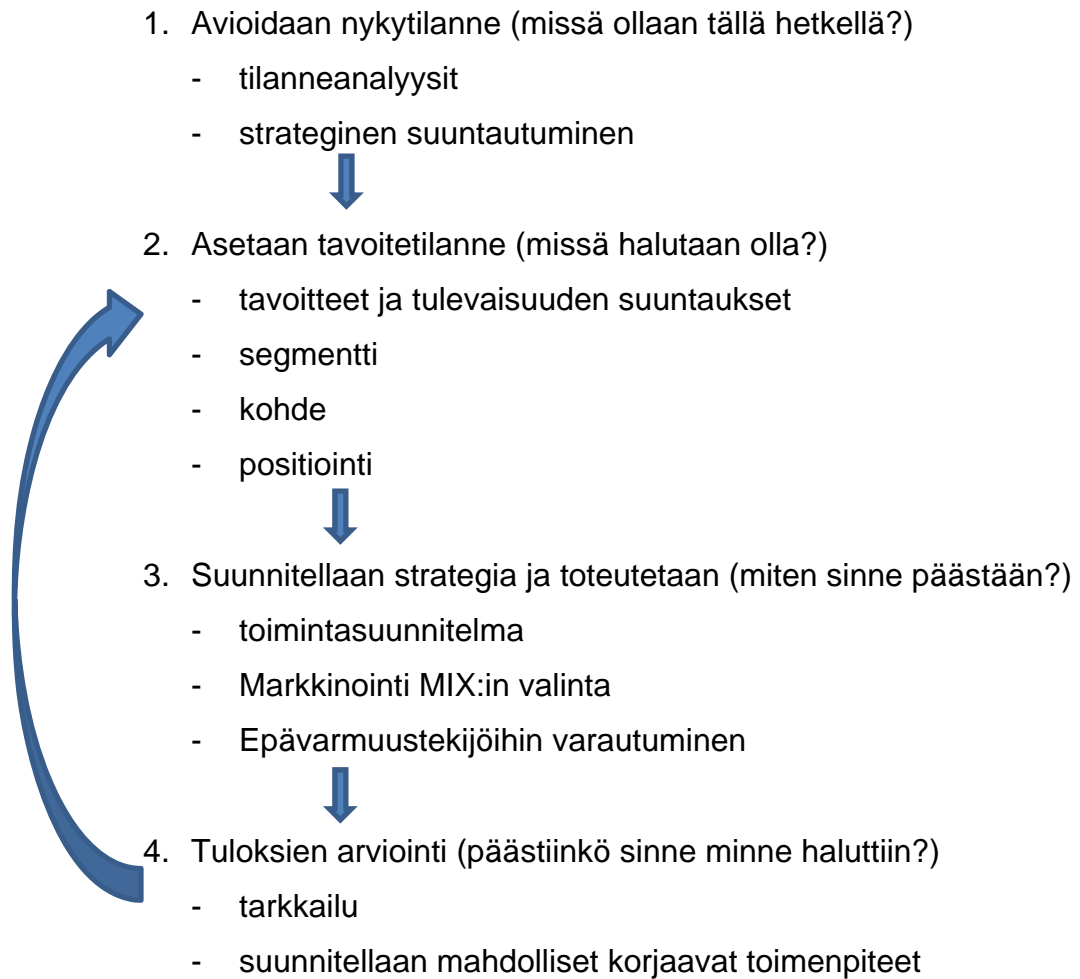 1. Avioidaan nykytilanne (missä ollaan tällä hetkellä?)
- tilanneanalyysit
- strateginen suuntautuminen
2. Asetaan tavoitetilanne (missä halutaan olla?)
- tavoitteet ja tulevaisuuden suuntaukset
- segmentti
- kohde
- positiointi
3. Suunnitellaan strategia ja toteutetaan (miten sinne päästään?)
- toimintasuunnitelma
- Markkinointi MIX:in valinta
- Epävarmuustekijöihin varautuminen
4. Tuloksien arviointi (päästiinkö sinne minne haluttiin?)
- tarkkailu
- suunnitellaan mahdolliset korjaavat toimenpiteet